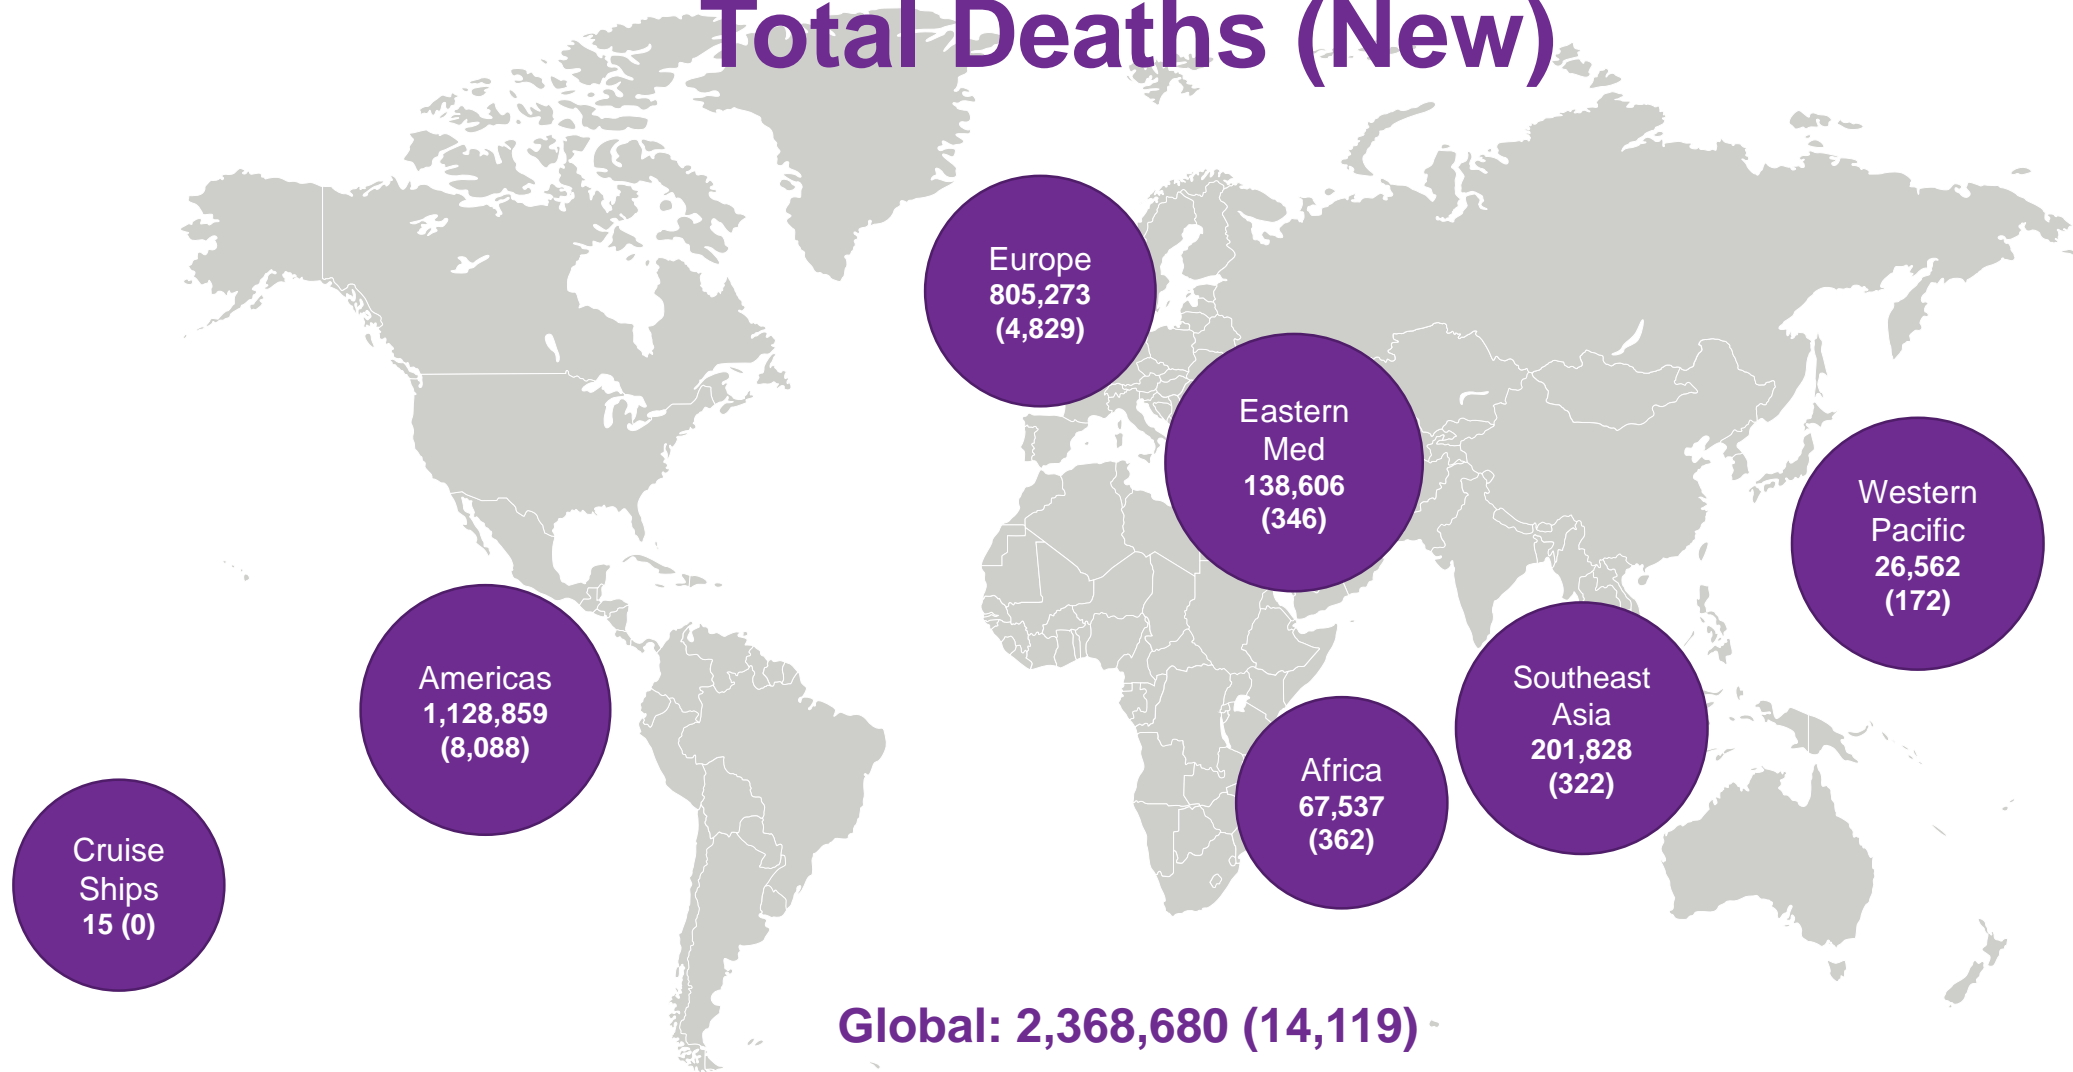 Total Deaths (New)
Europe
805,273
(4,829)
Eastern
Med
138,606
(346)
Western
Pacific
26,562
(172)
Americas
1,128,859
(8,088)
Southeast
Asia
201,828
(322)
Africa
67,537
(362)
Cruise
Ships
15 (0)
Global: 2,368,680 (14,119)